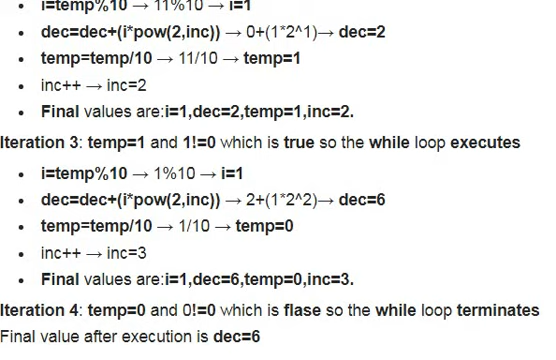 i=temp%10 → 11%10 → i=1
dec=dec+(i*pow(2,inc)) → 0+(1*2^1)→ dec=2
temp=temp/10 → 11/10 → temp=1
inc++ → inc=2
Final values are:i=1,dec=2,temp=1,inc=2.
Iteration 3: temp=1 and 1!=0 which is true so the while loop executes
i=temp%10 → 1%10 → i=1
dec=dec+(i*pow(2,inc)) → 2+(1*2^2)→ dec=6
temp=temp/10 → 1/10 → temp=0
inc++ → inc=3
Final values are:i=1,dec=6,temp=0,inc=3.
Iteration 4: temp=0 and 0!=0 which is flase so the while loop terminates
Final value after execution is dec=6